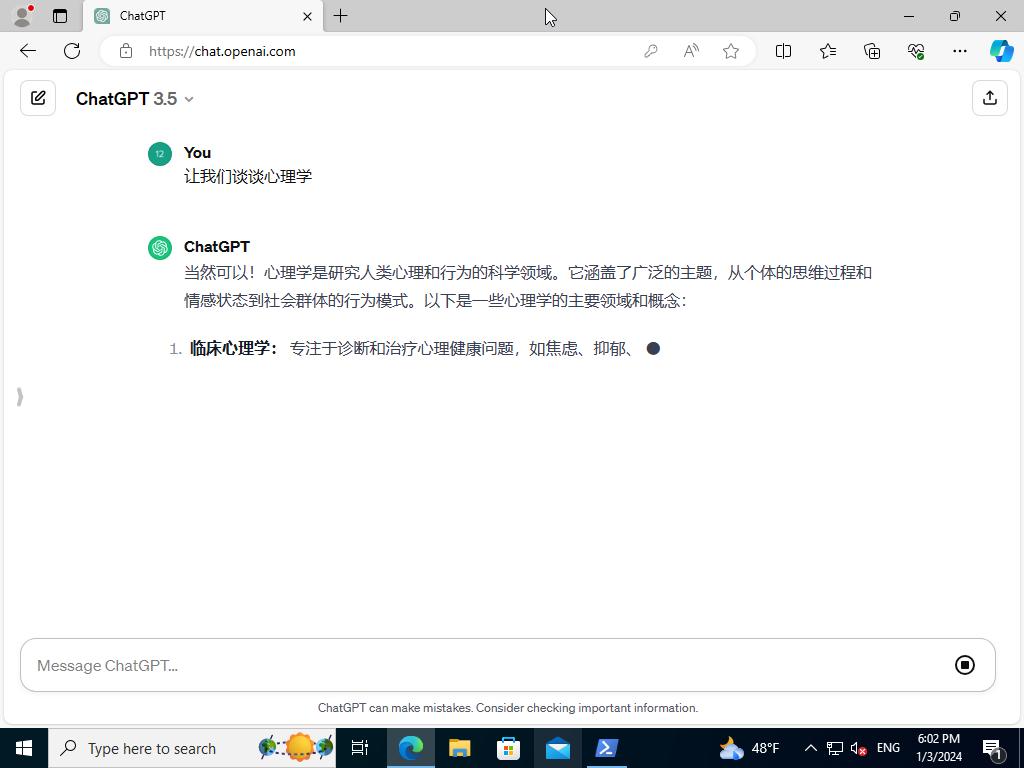 ChatGPT
https://chat.openai.com
ChatGPT 3.5
12
You
让我们谈谈心理学
ChatGPT
当然可以！心理学是研究人类心理和行为的科学领域。它涵盖了广泛的主题，从个体的思维过程和
情感状态到社会群体的行为模式。以下是一些心理学的主要领域和概念：
1. 临床心理学： 专注于诊断和治疗心理健康问题，如焦虑、抑郁、
Message ChatGPT...
ChatGPT can make mistakes. Consider checking important information.
Type here to search
48°F
ENG
6:02 PM
1/3/2024
1